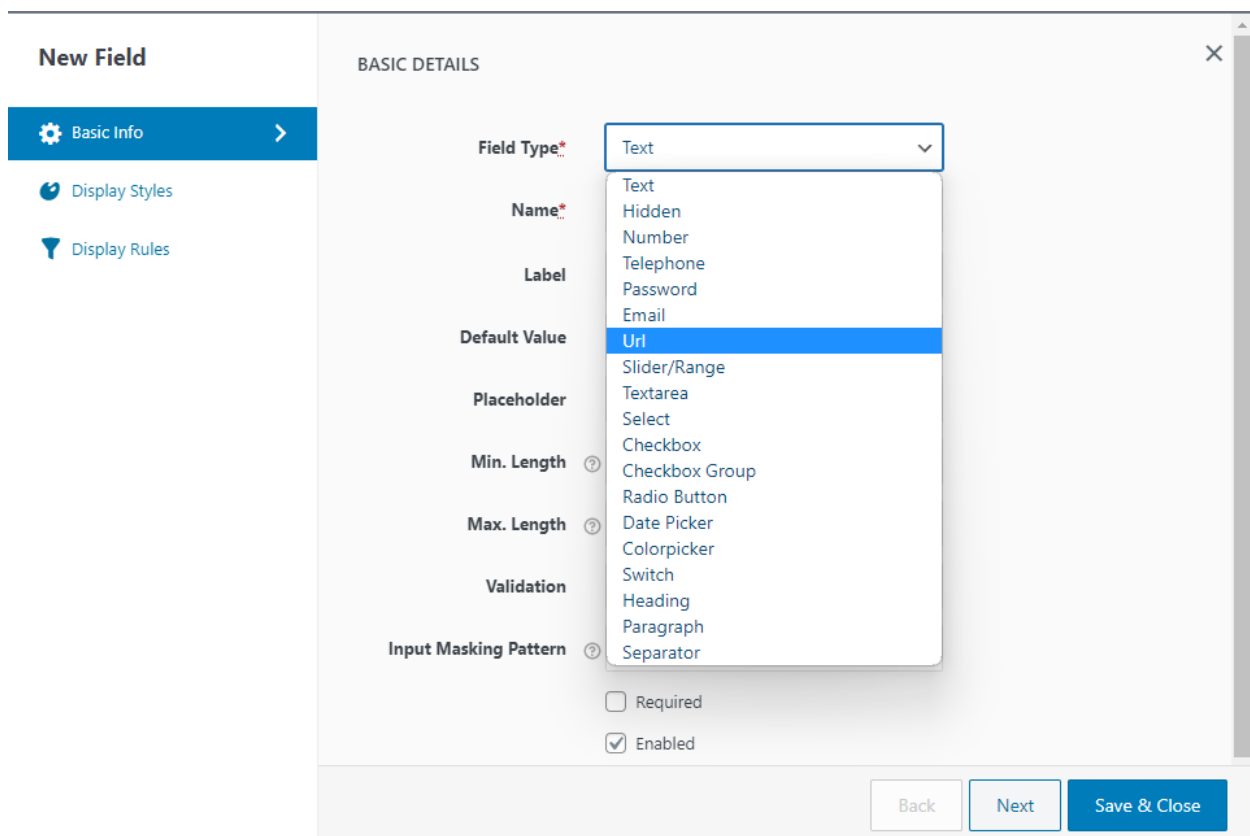 New Field
Basic Info
Display Styles
Display Rules
BASIC DETAILS
Field Type*
Text
Text
Hidden
Number
Telephone
Password
Email
Url
Slider/Range
Textarea
Select
Checkbox
Checkbox Group
Radio Button
Date Picker
Colorpicker
Switch
Heading
Paragraph
Separator
Name*
Label
Default Value
Placeholder
Min. Length ?
Max. Length ?
Validation
Input Masking Pattern ?
Required
Enabled
Back
Next
Save & Close